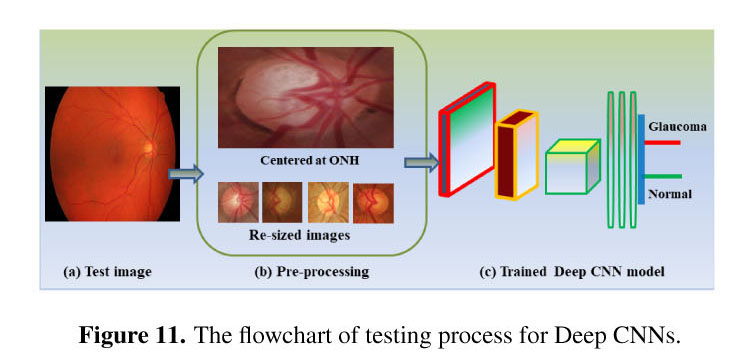 Centered at ONH
Re-sized images
Glaucoma
Normal
(a) Test image
(b) Pre-processing
(c) Trained Deep CNN model
Figure 11. The flowchart of testing process for Deep CNNs.